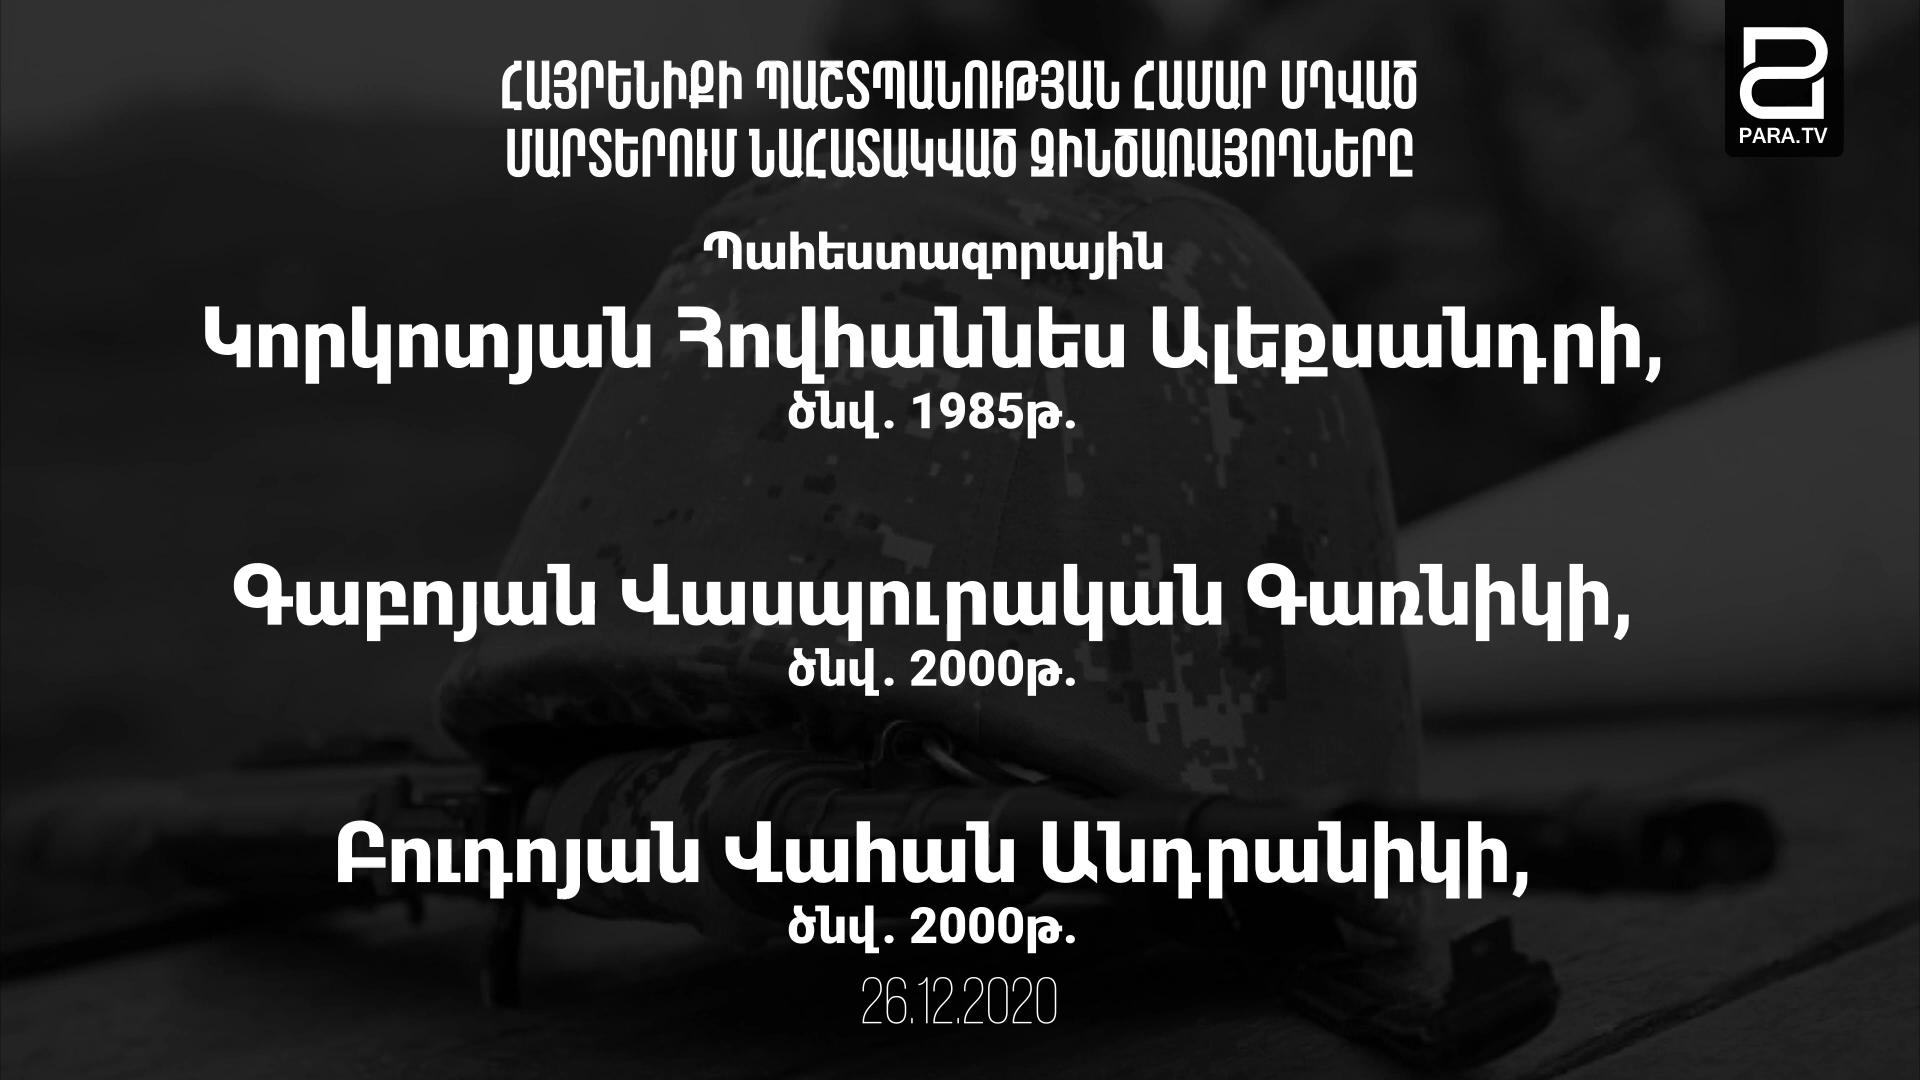 ՀԱՅՐԵՆԻՔԻ ՊԱՇՏՊԱՆՈՒԹՅԱՆ ՀԱՄԱՐ ՄՂՎԱԾ
ՄԱՐՏԵՐՈՒՄ ՆԱՀԱՏԱԿՎԱԾ ԶԻՆԾԱՌԱՅՈՂՆԵՐԸ
PARA.TV
Պահեստազորային
Կորկոտյան Հովհաննես Ալեքսանդրի,
ծնվ. 1985թ.
Գաբոյան Վասպուրական Գառնիկի,
ծնվ. 2000թ.
Բուդոյան Վահան Անդրանիկի,
ծնվ. 2000թ.
26.12.2020